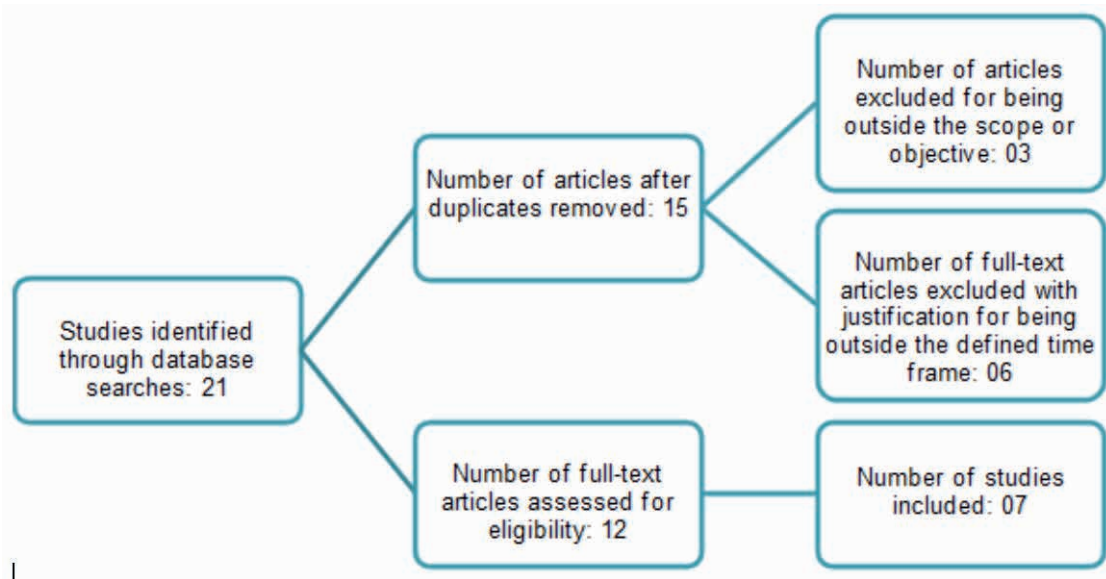 Studies identified
through database
searches: 21
Number of articles after
duplicates removed: 15
Number of full-text
articles assessed for
eligibility: 12
Number of articles
excluded for being
outside the scope or
objective: 03
Number of full-text
articles excluded with
justification for being
outside the defined time
frame: 06
Number of studies
included: 07